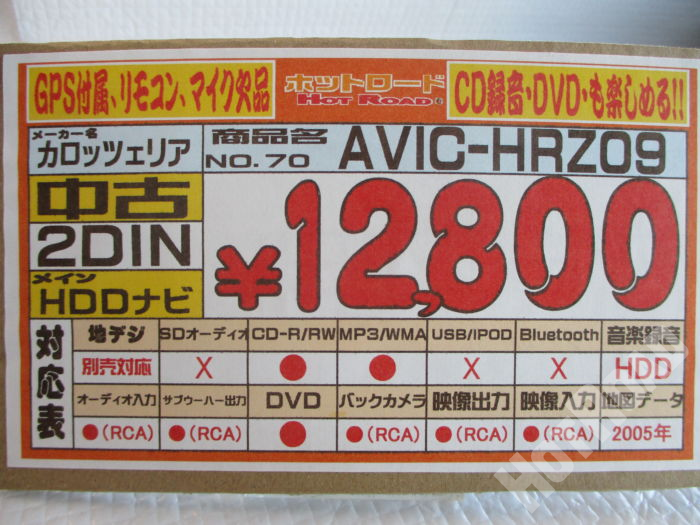 GPS付属、リモコン、マイク欠品
ホットロード
HOT ROAD
CD録音・DVD・も楽しめる!!
メーカー名
カロッツェリア
商品名
NO.70
AVIC-HRZ09
中古
2DIN
メイン
HDDナビ
¥12,800
対応表
地デジ SDオーディオ CD-R/RW MP3/WMA USB/IPOD Bluetooth 音楽録音
別売対応 X ● ● X X HDD
オーディオ入力 サブウーハー出力 DVD バックカメラ 映像出力 映像入力 地図データ
●(RCA) ●(RCA) ● ●(RCA) ●(RCA) ●(RCA) 2005年